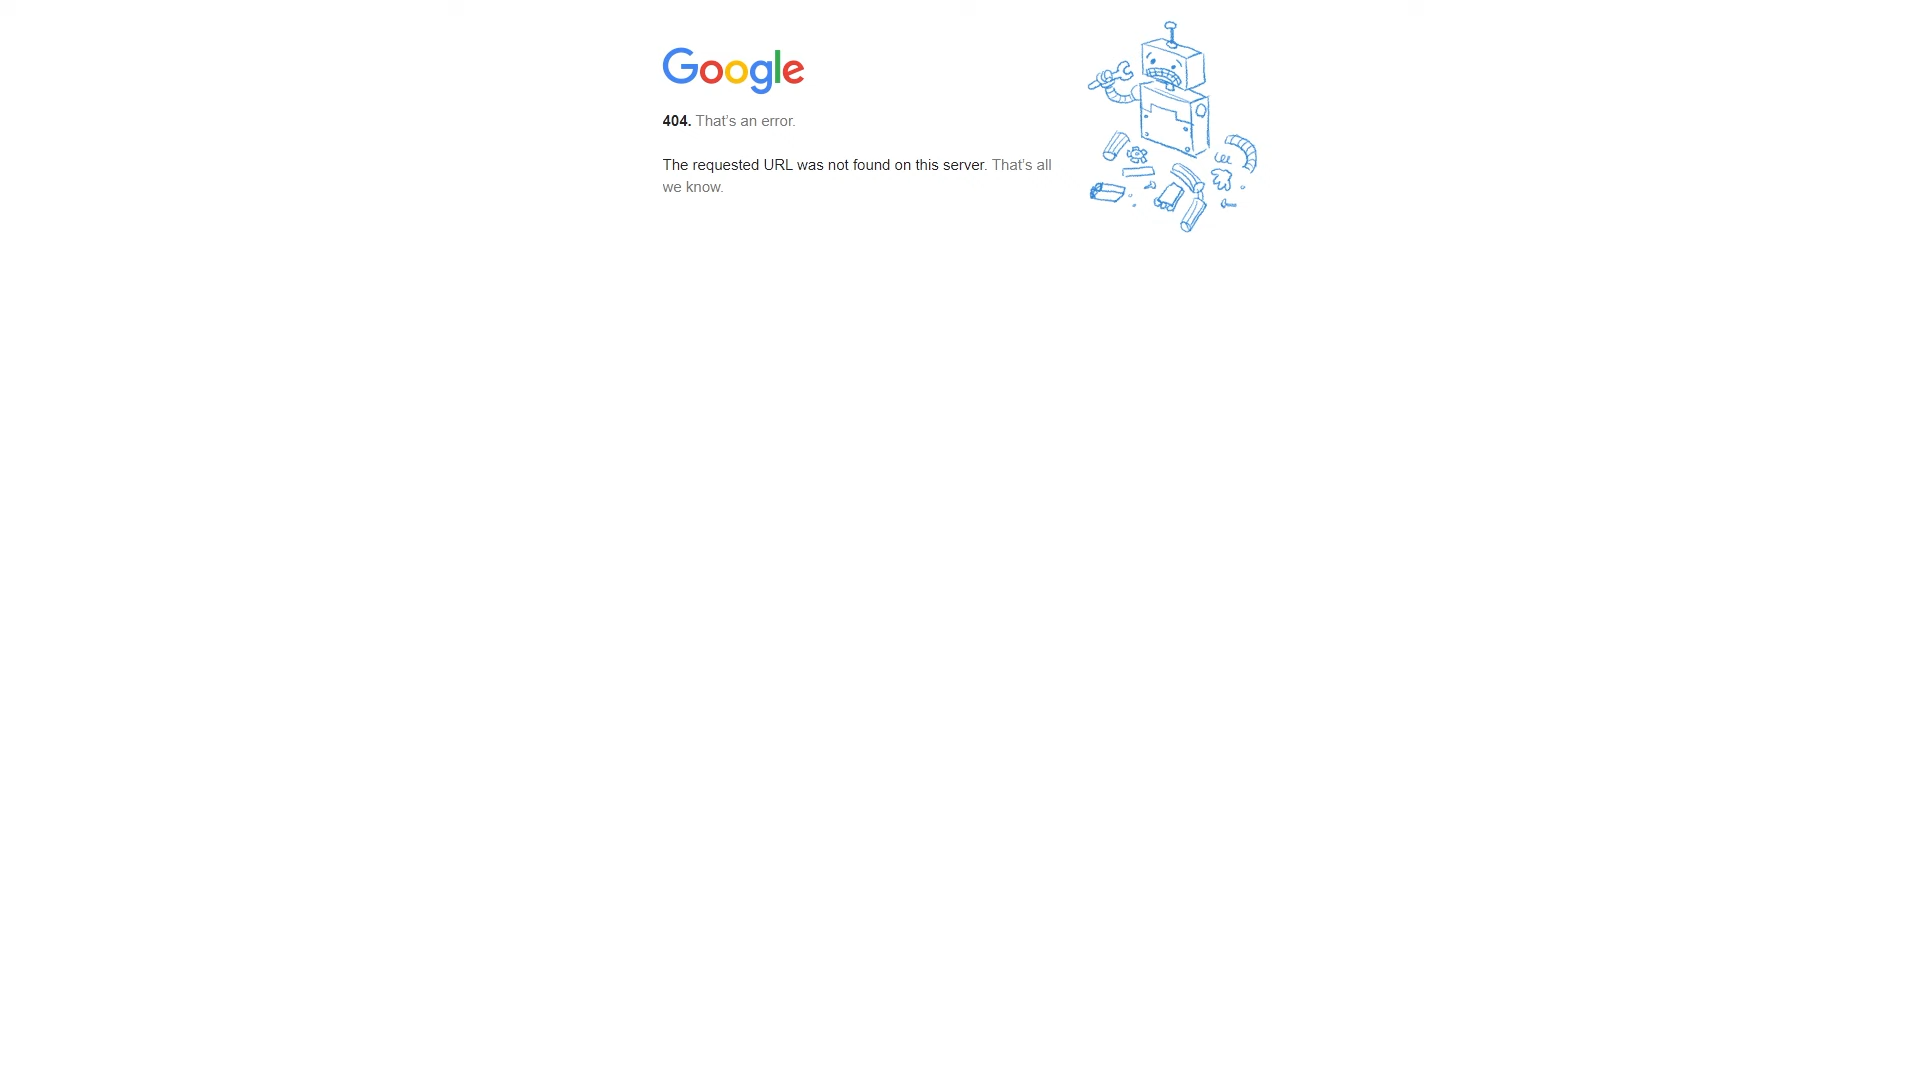 Google
404. That’s an error.
The requested URL was not found on this server. That’s all
we know.